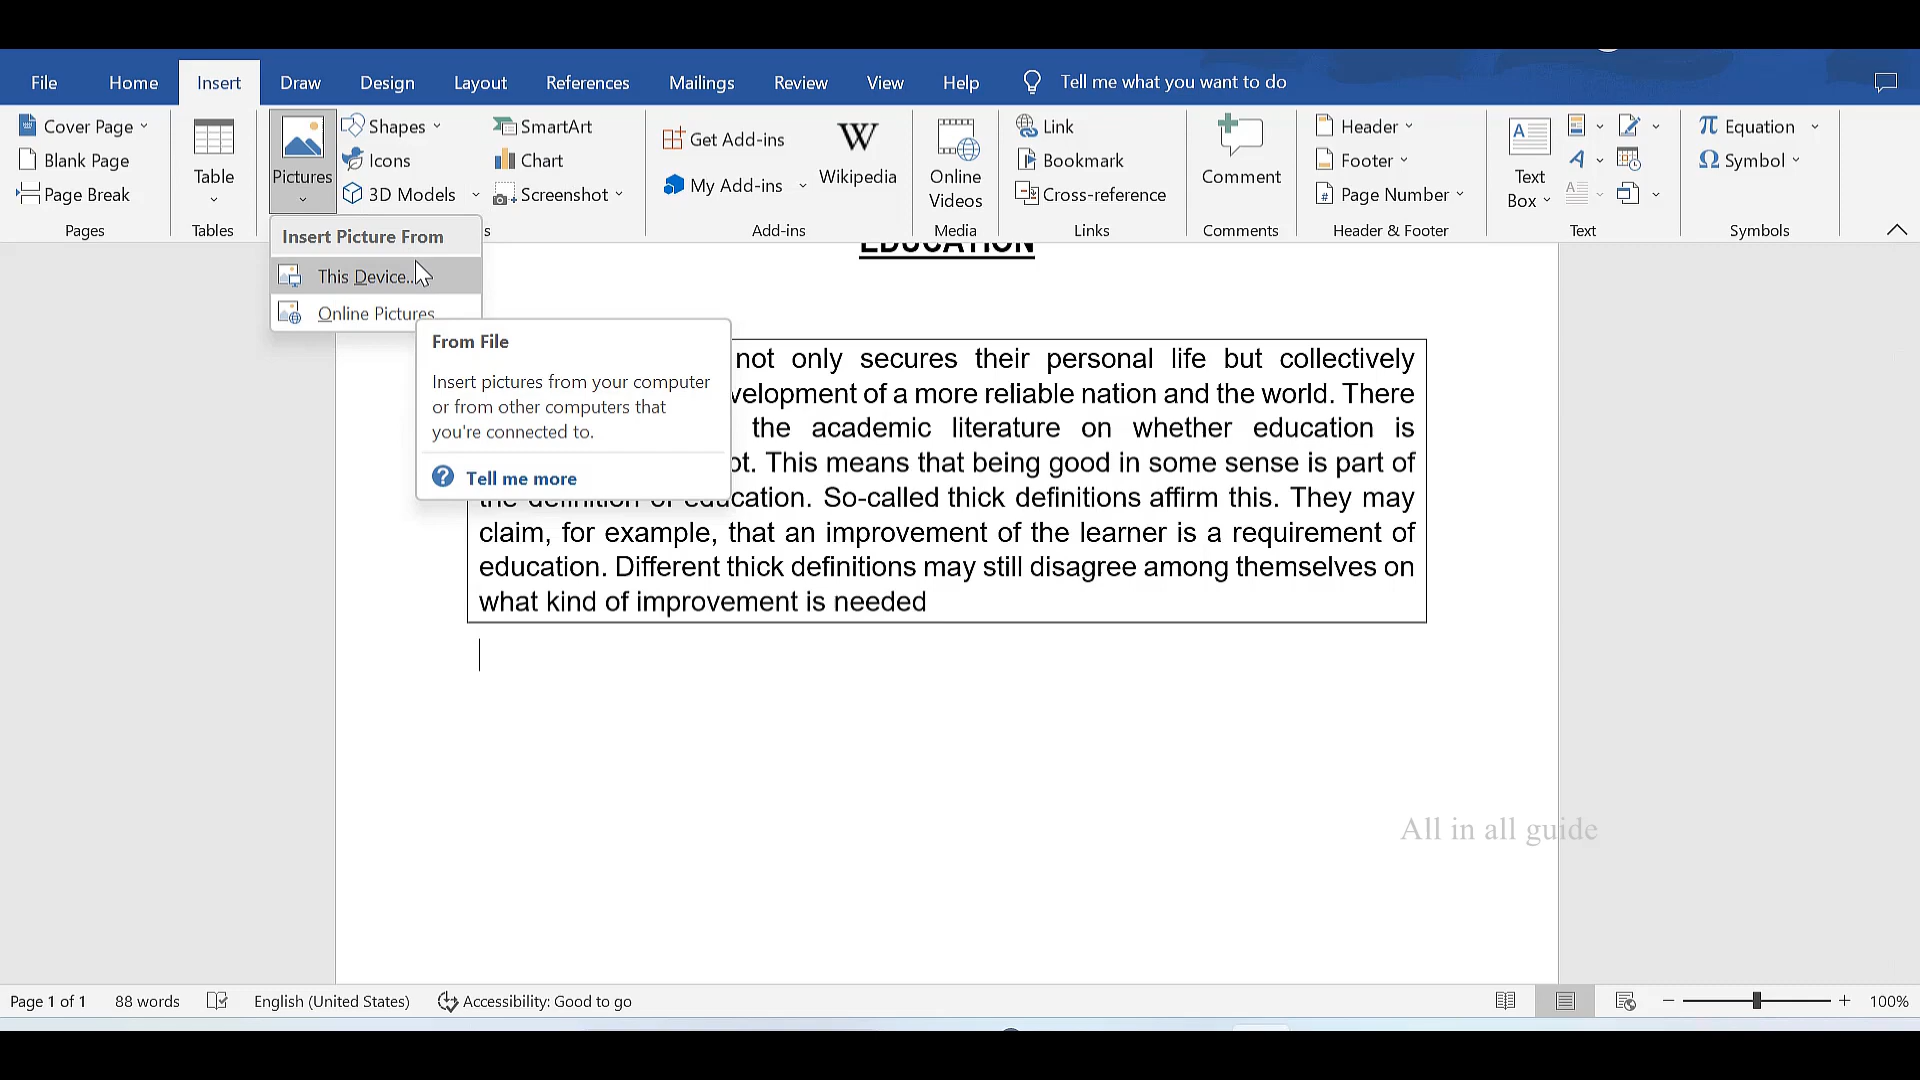 File Home Insert Draw Design Layout References Mailings Review View Help Tell me what you want to do
Cover Page
Blank Page
Page Break
Pages
Table
Tables
Pictures
Shapes
Icons
3D Models
SmartArt
Chart
Screenshot
s
Get Add-ins
My Add-ins
Wikipedia
Add-ins
Online
Videos
Media
Link
Bookmark
Cross-reference
Links
Comment
Comments
Header
Footer
Page Number
Header & Footer
Text
Box
Text
Equation
Symbol
Symbols
Insert Picture From
This Device...
Online Pictures
From File
Insert pictures from your computer
or from other computers that
you're connected to.
Tell me more
EDUCATION
not only secures their personal life but collectively
velopment of a more reliable nation and the world. There
the academic literature on whether education is
ot. This means that being good in some sense is part of
the definition of education. So-called thick definitions affirm this. They may
claim, for example, that an improvement of the learner is a requirement of
education. Different thick definitions may still disagree among themselves on
what kind of improvement is needed
All in all guide
Page 1 of 1 88 words English (United States) Accessibility: Good to go 100%